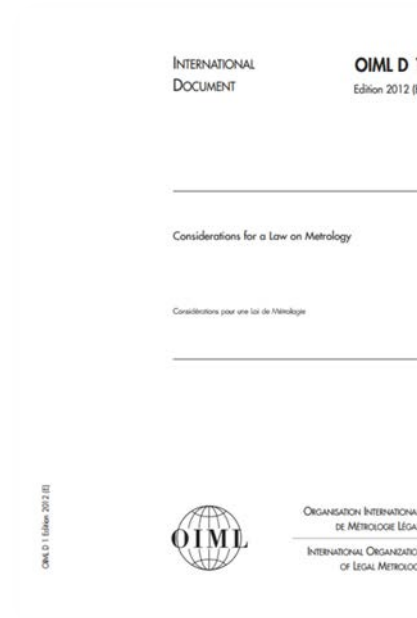 INTERNATIONAL
DOCUMENT
OIML D 1
Edition 2012 (E
Considerations for a Law on Metrology
Considérations pour une Loi de Métrologie
OIML D 1 Edition 2012 (E)
OIML
ORGANISATION INTERNATIONA
DE MÉTROLOGIE LÉGA
INTERNATIONAL ORGANIZATIO
OF LEGAL METROLOG